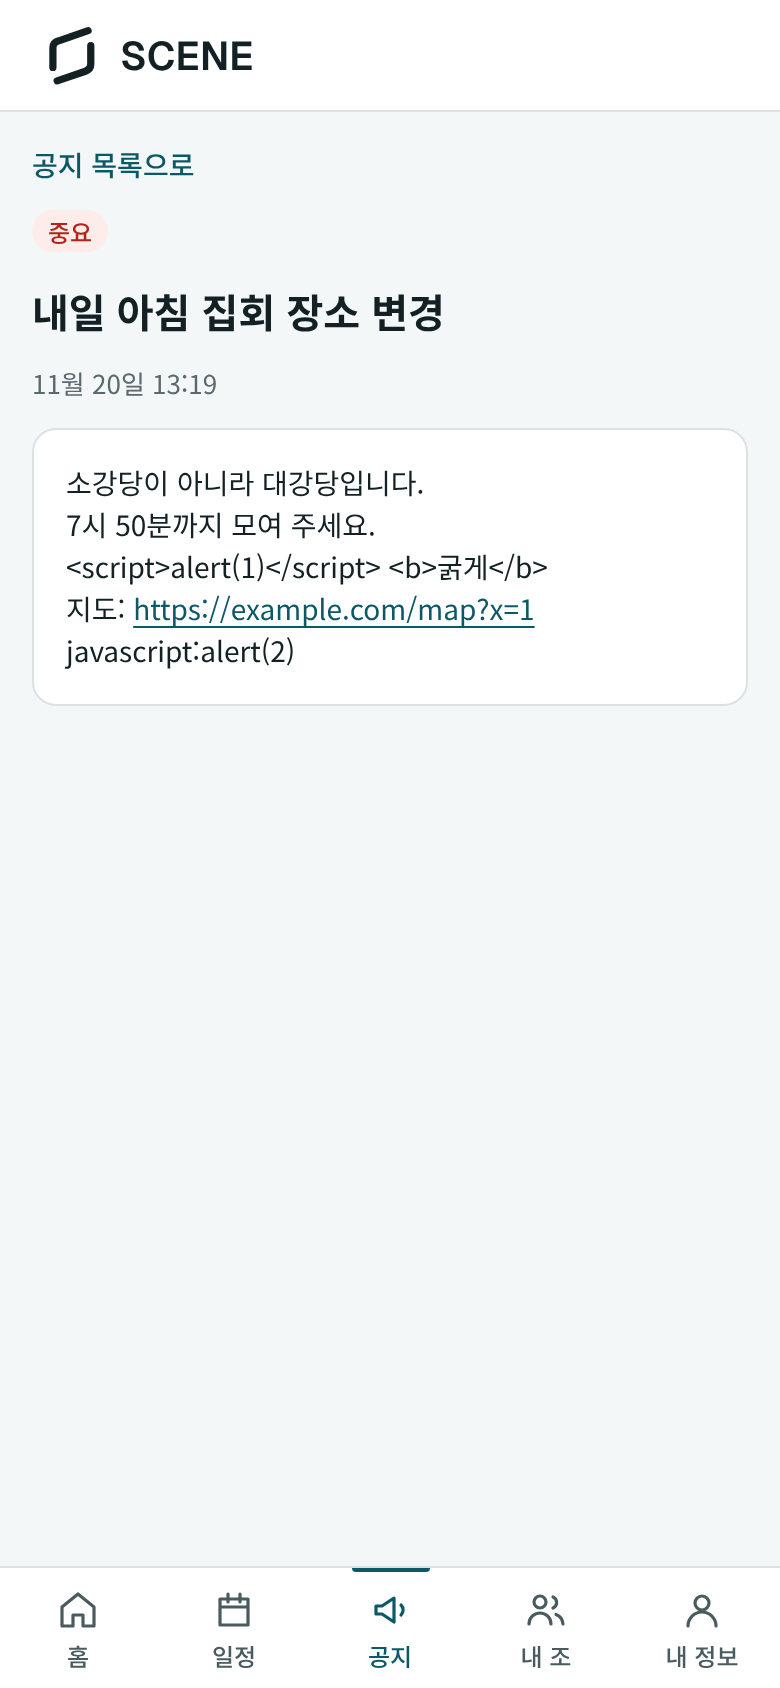 SCENE
공지 목록으로
중요
내일 아침 집회 장소 변경
11월 20일 13:19
소강당이 아니라 대강당입니다.
7시 50분까지 모여 주세요.
<script>alert(1)</script> <b>굵게</b>
지도: https://example.com/map?x=1
javascript:alert(2)
홈
일정
공지
내 조
내 정보